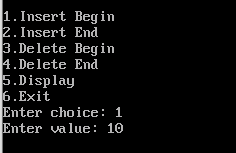 1.Insert Begin
2.Insert End
3.Delete Begin
4.Delete End
5.Display
6.Exit
Enter choice: 1
Enter value: 10